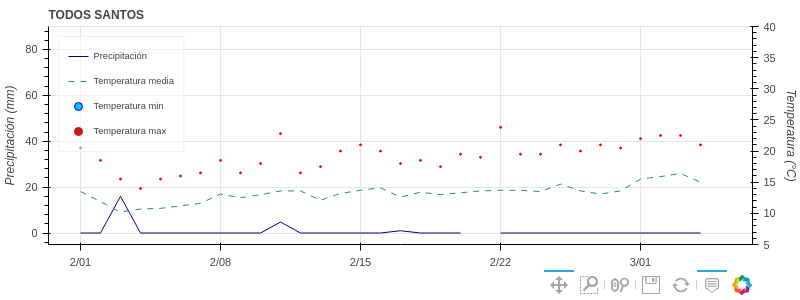 TODOS SANTOS
Precipitación
Temperatura media
Temperatura min
Temperatura max
Precipitación (mm)
80
60
40
20
0
40
35
30
25
20
15
10
5
Temperatura (°C)
2/01
2/08
2/15
2/22
3/01